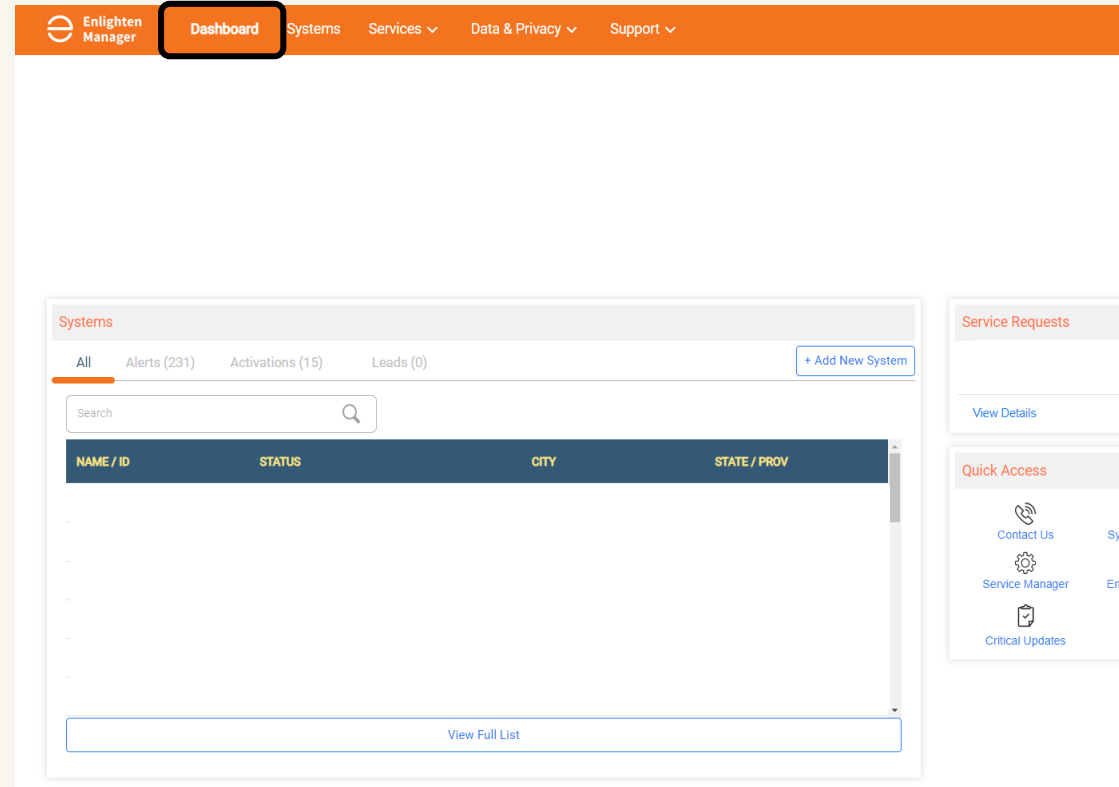 Enlighten
Manager
Dashboard Systems Services Data & Privacy Support
Systems
All Alerts (231) Activations (15) Leads (0) + Add New System
Search
NAME / ID STATUS CITY STATE / PROV
View Full List
Service Requests
View Details
Quick Access
Contact Us
Service Manager
Critical Updates